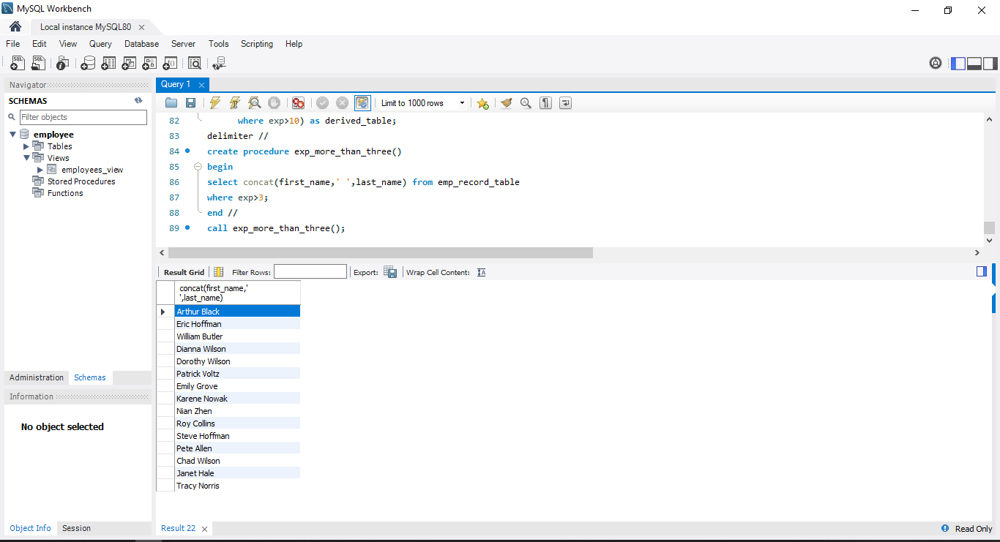 MySQL Workbench
Local instance MySQL80
File Edit View Query Database Server Tools Scripting Help
Navigator
SCHEMAS
Filter objects
employee
Tables
Views
employees_view
Stored Procedures
Functions
Administration Schemas
Information
No object selected
Object Info Session
Query 1
Limit to 1000 rows
82 where exp>10) as derived_table;
83 delimiter //
84 create procedure exp_more_than_three()
85 begin
86 select concat(first_name,' ',last_name) from emp_record_table
87 where exp>3;
88 end //
89 call exp_more_than_three();
Result Grid Filter Rows: Export: Wrap Cell Content:
concat(first_name,'
',last_name)
Arthur Black
Eric Hoffman
William Butler
Dianna Wilson
Dorothy Wilson
Patrick Voltz
Emily Grove
Karene Nowak
Nian Zhen
Roy Collins
Steve Hoffman
Pete Allen
Chad Wilson
Janet Hale
Tracy Norris
Result 22
Read Only